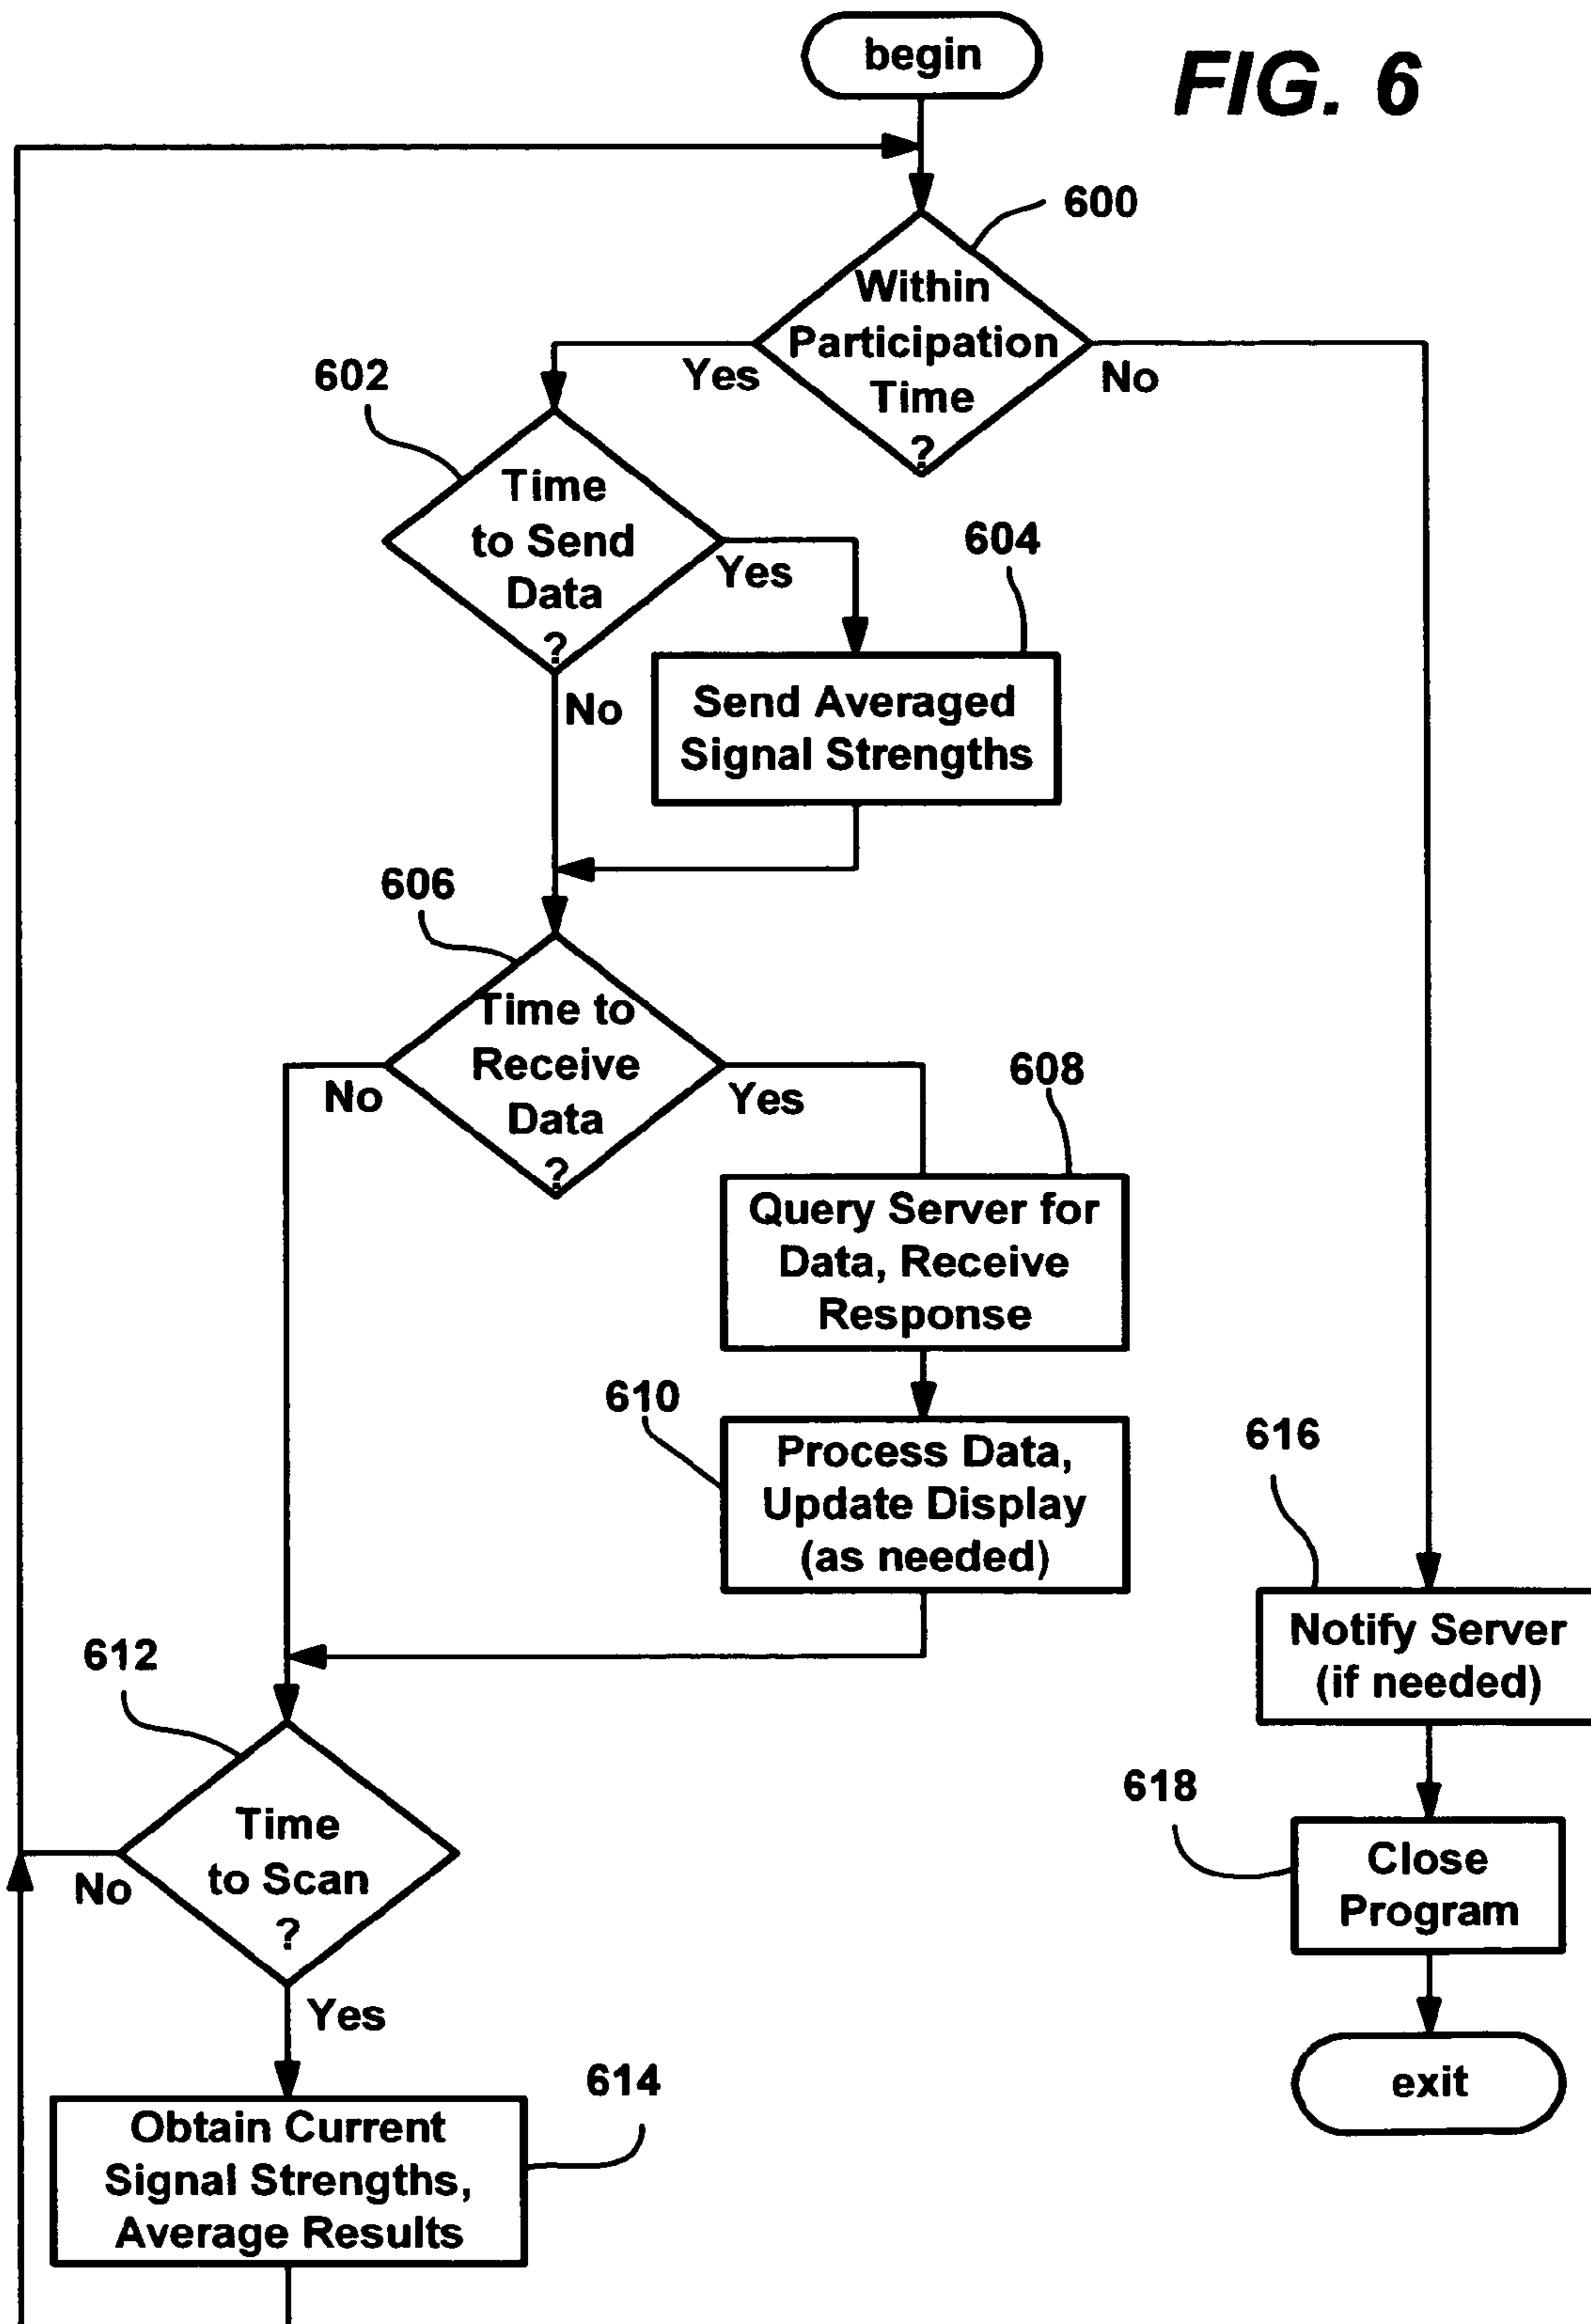 begin
FIG. 6
600
Within
Participation
Time
?
Yes
No
602
Time
to Send
Data
?
Yes
No
604
Send Averaged
Signal Strengths
606
Time to
Receive
Data
?
No
Yes
608
Query Server for
Data, Receive
Response
610
Process Data,
Update Display
(as needed)
612
Time
to Scan
?
No
Yes
614
Obtain Current
Signal Strengths,
Average Results
616
Notify Server
(if needed)
618
Close
Program
exit